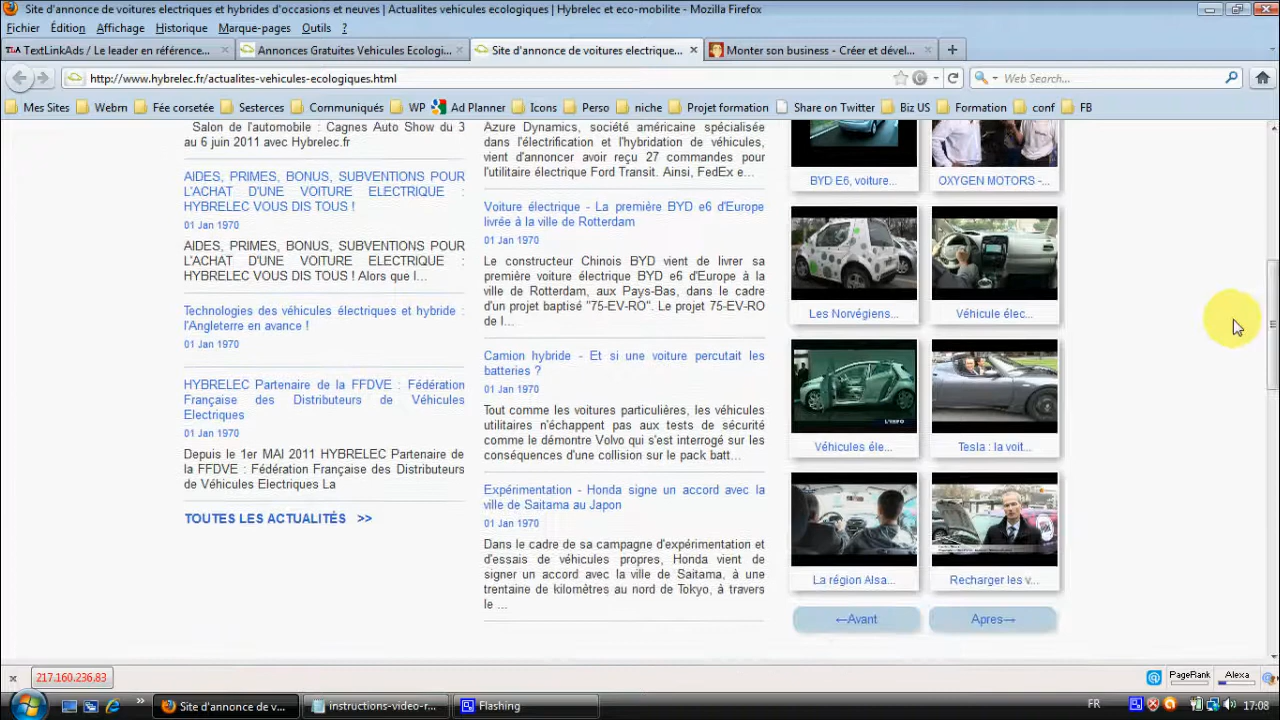 Site d'annonce de voitures electriques et hybrides d'occasions et neuves | Actualites vehicules ecologiques | Hybrelec et eco-mobilite - Mozilla Firefox
Fichier Édition Affichage Historique Marque-pages Outils ?
TextLinkAds / Le leader en référence...
Annonces Gratuites Vehicules Ecologi...
Site d'annonce de voitures electrique...
Monter son business - Créer et dével...
http://www.hybrelec.fr/actualites-vehicules-ecologiques.html
Web Search...
Mes Sites Webm Fée corsetée Sesterces Communiqués WP Ad Planner Icons Perso niche Projet formation Share on Twitter Biz US Formation conf FB
Salon de l'automobile : Cagnes Auto Show du 3
au 6 juin 2011 avec Hybrelec.fr
AIDES, PRIMES, BONUS, SUBVENTIONS POUR
L'ACHAT D'UNE VOITURE ELECTRIQUE :
HYBRELEC VOUS DIS TOUS !
01 Jan 1970
AIDES, PRIMES, BONUS, SUBVENTIONS POUR
L'ACHAT D'UNE VOITURE ELECTRIQUE :
HYBRELEC VOUS DIS TOUS ! Alors que l...
Technologies des véhicules électriques et hybride :
l'Angleterre en avance !
01 Jan 1970
HYBRELEC Partenaire de la FFDVE : Fédération
Française des Distributeurs de Véhicules
Electriques
01 Jan 1970
Depuis le 1er MAI 2011 HYBRELEC Partenaire de
la FFDVE : Fédération Française des Distributeurs
de Véhicules Electriques La
TOUTES LES ACTUALITÉS >>
Azure Dynamics, société américaine spécialisée
dans l'électrification et l'hybridation de véhicules,
vient d'annoncer avoir reçu 27 commandes pour
l'utilitaire électrique Ford Transit. Ainsi, FedEx e...
Voiture électrique - La première BYD e6 d'Europe
livrée à la ville de Rotterdam
01 Jan 1970
Le constructeur Chinois BYD vient de livrer sa
première voiture électrique BYD e6 d'Europe à la
ville de Rotterdam, aux Pays-Bas, dans le cadre
d'un projet baptisé "75-EV-RO". Le projet 75-EV-RO
de l...
Camion hybride - Et si une voiture percutait les
batteries ?
01 Jan 1970
Tout comme les voitures particulières, les véhicules
utilitaires n'échappent pas aux tests de sécurité
comme le démontre Volvo qui s'est interrogé sur les
conséquences d'une collision sur le pack batt...
Expérimentation - Honda signe un accord avec la
ville de Saitama au Japon
01 Jan 1970
Dans le cadre de sa campagne d'expérimentation et
d'essais de véhicules propres, Honda vient de
signer un accord avec la ville de Saitama, à une
trentaine de kilomètres au nord de Tokyo, à travers
le ...
BYD E6, voiture...
OXYGEN MOTORS -...
Les Norvégiens...
Véhicule élec...
L'INFO
Véhicules éle...
Tesla : la voit...
La région Alsa...
Recharger les v...
←Avant
Apres→
217.160.236.83
PageRank
Alexa
Site d'annonce de v...
instructions-video-r...
Flashing
FR
17:08